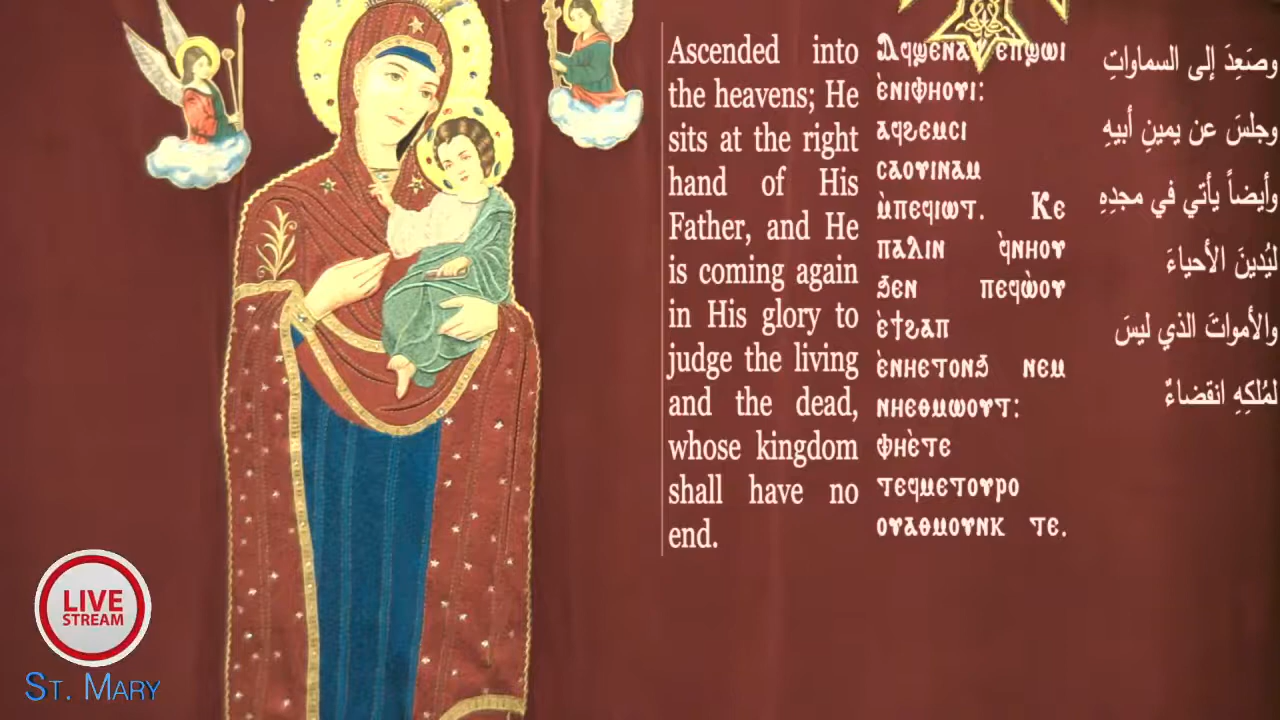 Ascended into
the heavens; He
sits at the right
hand of His
Father, and He
is coming again
in His glory to
judge the living
and the dead,
whose kingdom
shall have no
end.
Ⲁϥϣⲉⲛⲁϥ ⲉⲡϣⲱⲓ
ⲉ̀ⲛⲓⲫⲏⲟⲩⲓ:
ⲁϥϩⲉⲙⲥⲓ
ⲥⲁⲟⲩⲓⲛⲁⲙ
ⲙ̀ⲡⲉϥⲓⲱⲧ. Ⲕⲉ
ⲡⲁⲗⲓⲛ ϥ̀ⲛⲏⲟⲩ
ϧⲉⲛ ⲡⲉϥⲱ̀ⲟⲩ
ⲉ̀ϯϩⲁⲡ
ⲉ̀ⲛⲏⲉⲧⲟⲛϧ ⲛⲉⲙ
ⲛⲏⲉⲑⲙⲱⲟⲩⲧ:
ⲫⲏⲉ̀ⲧⲉ
ⲧⲉϥⲙⲉⲧⲟⲩⲣⲟ
ⲟⲩⲁⲑⲙⲟⲩⲛⲕ ⲧⲉ.
وصَعِدَ إلى السماواتِ
وجلسَ عن يمينِ أبيهِ
وأيضاً يأتي في مجدِهِ
ليُدينَ الأحياءَ
والأمواتَ الذي ليسَ
لمُلكِهِ انقضاءٌ
LIVE
STREAM
St. Mary